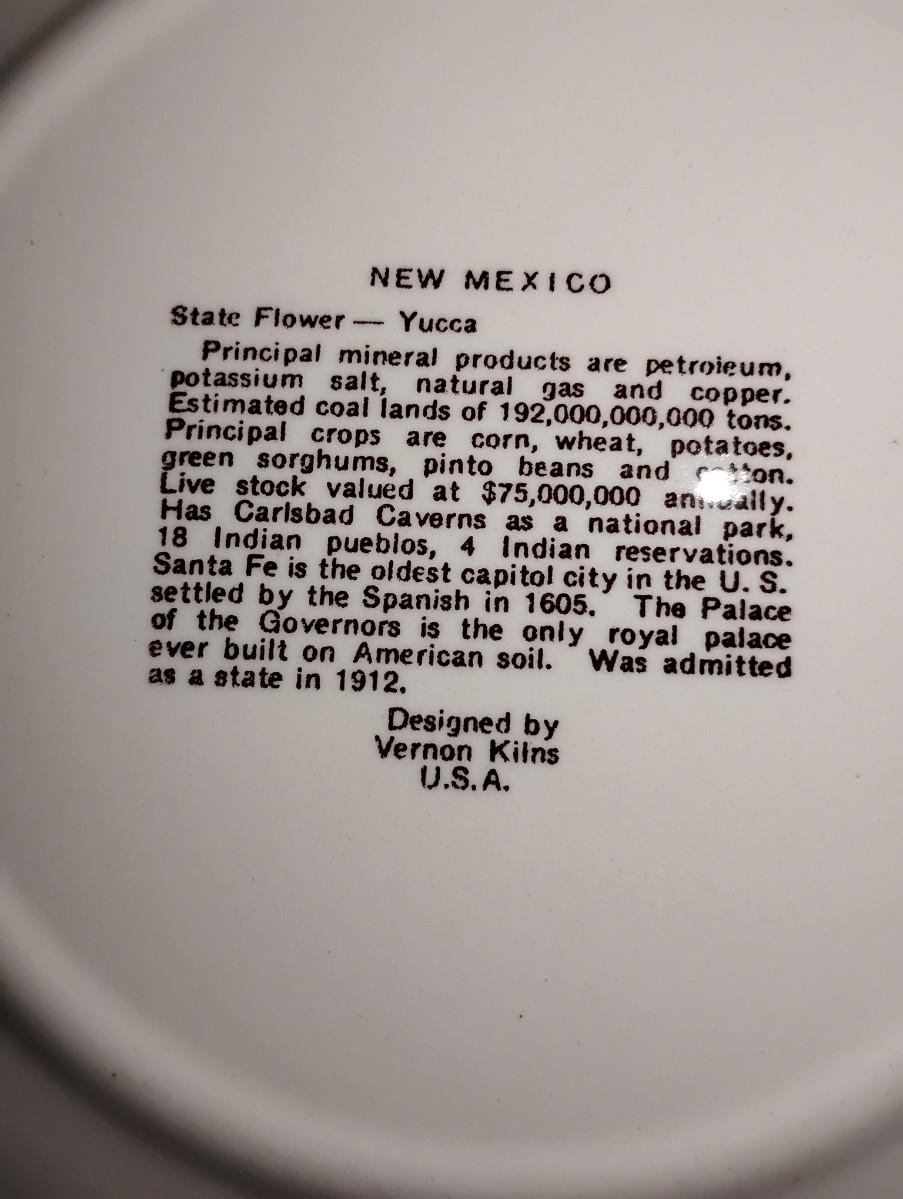 NEW MEXICO
State Flower — Yucca
Principal mineral products are petroleum,
potassium salt, natural gas and copper.
Estimated coal lands of 192,000,000,000 tons.
Principal crops are corn, wheat, potatoes,
green sorghums, pinto beans and cotton.
Live stock valued at $75,000,000 annually.
Has Carlsbad Caverns as a national park,
18 Indian pueblos, 4 Indian reservations.
Santa Fe is the oldest capitol city in the U. S.
settled by the Spanish in 1605. The Palace
of the Governors is the only royal palace
ever built on American soil. Was admitted
as a state in 1912.
Designed by
Vernon Kilns
U.S.A.